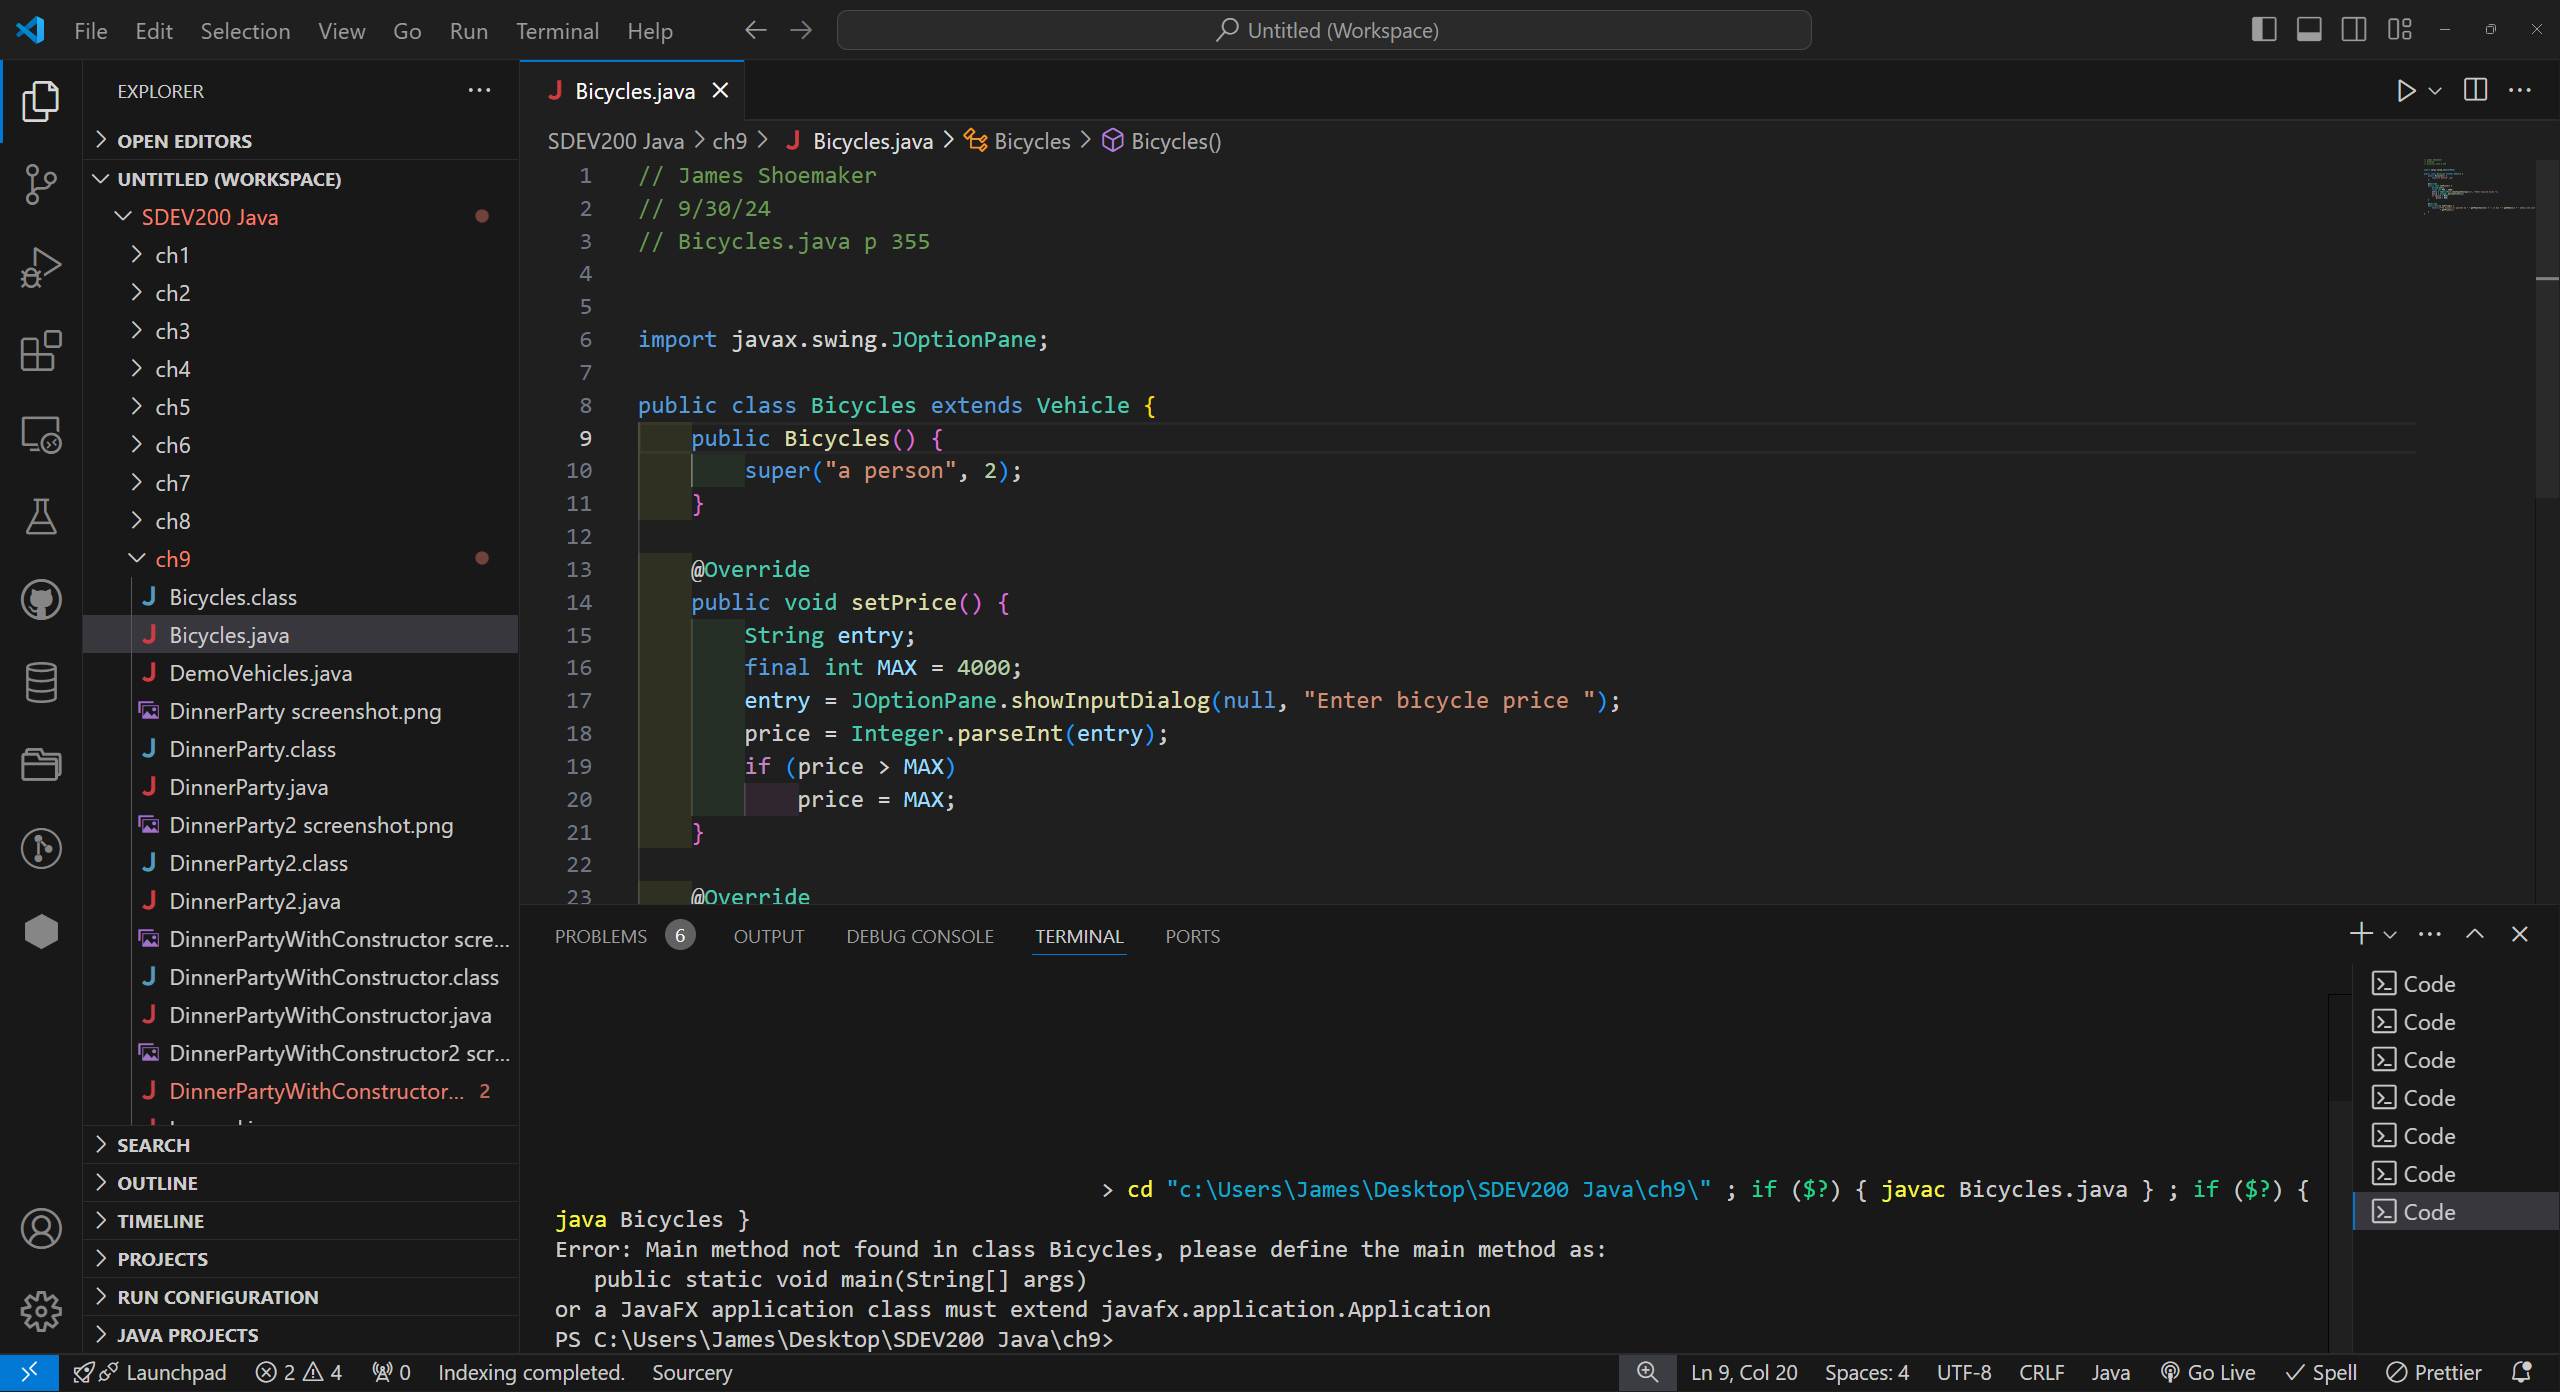 File Edit Selection View Go Run Terminal Help
Untitled (Workspace)
EXPLORER
OPEN EDITORS
UNTITLED (WORKSPACE)
SDEV200 Java
ch1
ch2
ch3
ch4
ch5
ch6
ch7
ch8
ch9
Bicycles.class
Bicycles.java
DemoVehicles.java
DinnerParty screenshot.png
DinnerParty.class
DinnerParty.java
DinnerParty2 screenshot.png
DinnerParty2.class
DinnerParty2.java
DinnerPartyWithConstructor scre...
DinnerPartyWithConstructor.class
DinnerPartyWithConstructor.java
DinnerPartyWithConstructor2 scr...
DinnerPartyWithConstructor... 2
SEARCH
OUTLINE
TIMELINE
PROJECTS
RUN CONFIGURATION
JAVA PROJECTS
Bicycles.java
SDEV200 Java > ch9 > Bicycles.java > Bicycles > Bicycles()
1 // James Shoemaker
2 // 9/30/24
3 // Bicycles.java p 355
4
5
6 import javax.swing.JOptionPane;
7
8 public class Bicycles extends Vehicle {
9 public Bicycles() {
10 super("a person", 2);
11 }
12
13 @Override
14 public void setPrice() {
15 String entry;
16 final int MAX = 4000;
17 entry = JOptionPane.showInputDialog(null, "Enter bicycle price ");
18 price = Integer.parseInt(entry);
19 if (price > MAX)
20 price = MAX;
21 }
22
23 @Override
PROBLEMS 6 OUTPUT DEBUG CONSOLE TERMINAL PORTS
> cd "c:\Users\James\Desktop\SDEV200 Java\ch9\" ; if ($?) { javac Bicycles.java } ; if ($?) {
java Bicycles }
Error: Main method not found in class Bicycles, please define the main method as:
public static void main(String[] args)
or a JavaFX application class must extend javafx.application.Application
PS C:\Users\James\Desktop\SDEV200 Java\ch9>
Code
Code
Code
Code
Code
Code
Code
Launchpad 2 4 0 Indexing completed. Sourcery Ln 9, Col 20 Spaces: 4 UTF-8 CRLF Java Go Live Spell Prettier